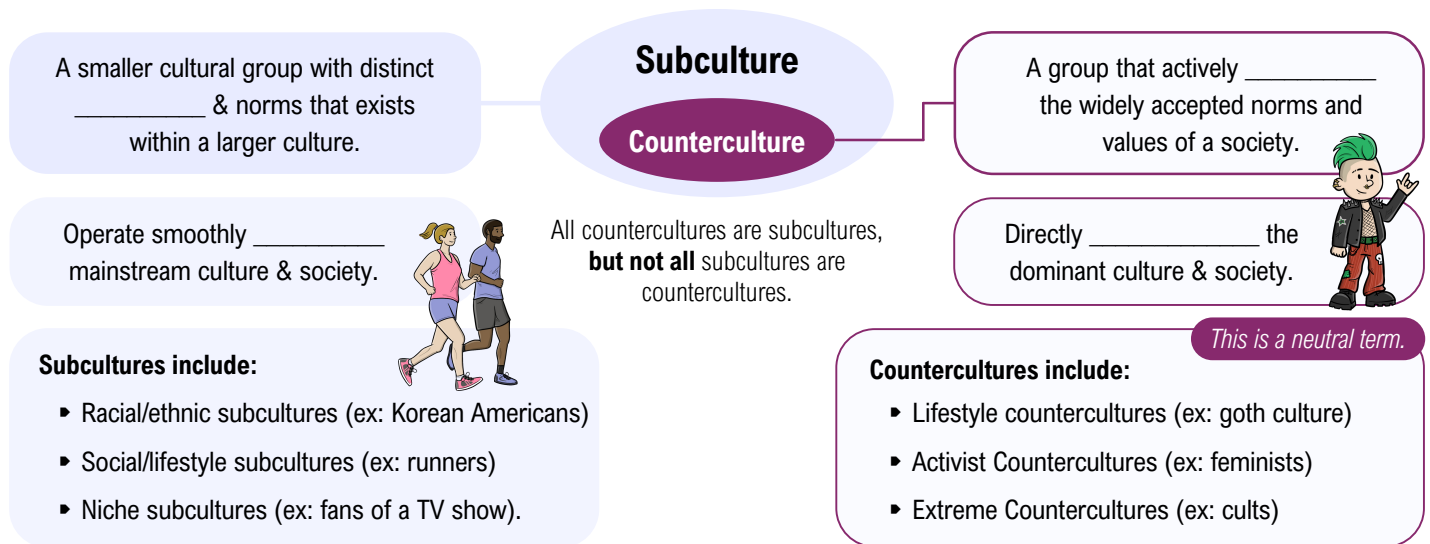 A smaller cultural group with distinct
__________ & norms that exists
within a larger culture.
Subculture
Counterculture
A group that actively __________
the widely accepted norms and
values of a society.
Operate smoothly __________
mainstream culture & society.
All countercultures are subcultures,
but not all subcultures are
countercultures.
Directly _____________ the
dominant culture & society.
Subcultures include:
‣ Racial/ethnic subcultures (ex: Korean Americans)
‣ Social/lifestyle subcultures (ex: runners)
‣ Niche subcultures (ex: fans of a TV show).
This is a neutral term.
Countercultures include:
‣ Lifestyle countercultures (ex: goth culture)
‣ Activist Countercultures (ex: feminists)
‣ Extreme Countercultures (ex: cults)